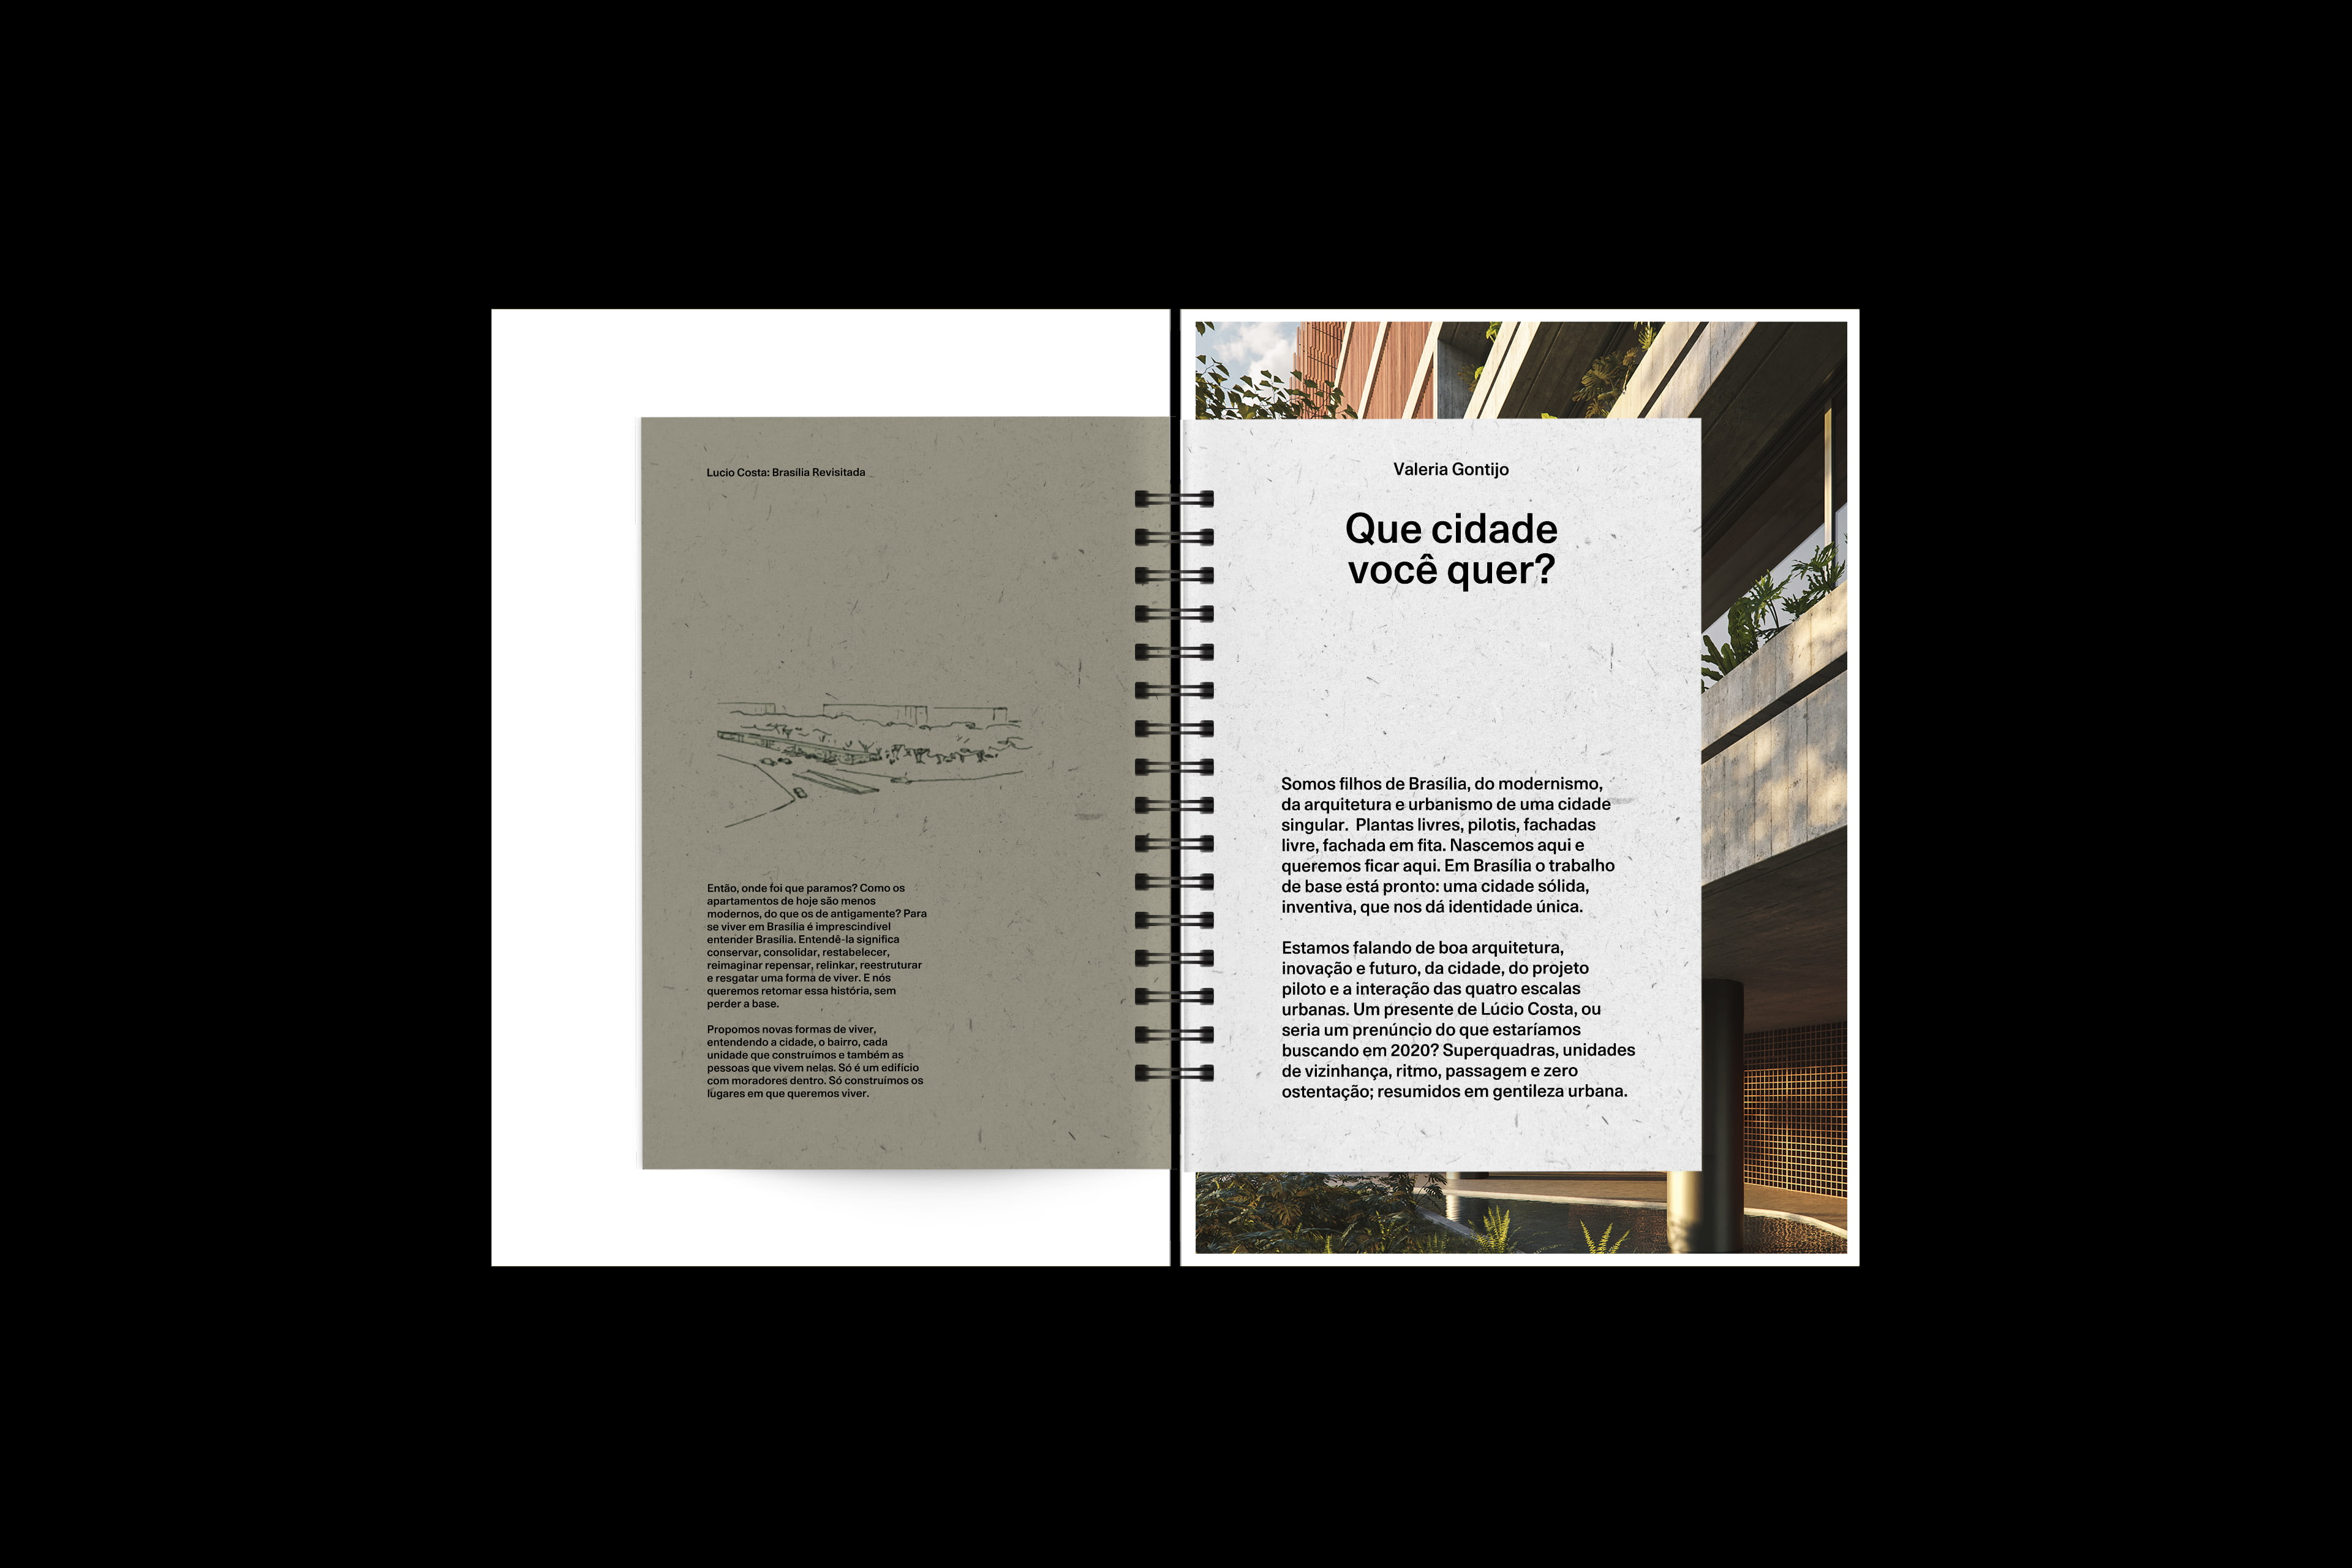 Lucio Costa: Brasília Revisitada
Então, onde foi que paramos? Como os
apartamentos de hoje são menos
modernos, do que os de antigamente? Para
se viver em Brasília é imprescindível
entender Brasília. Entendê-la significa
conservar, consolidar, restabelecer,
reimaginar repensar, relinkar, reestruturar
e resgatar uma forma de viver. E nós
queremos retomar essa história, sem
perder a base.
Propomos novas formas de viver,
entendendo a cidade, o bairro, cada
unidade que construímos e também as
pessoas que vivem nelas. Só é um edifício
com moradores dentro. Só construímos os
lugares em que queremos viver.
Valeria Gontijo
Que cidade
você quer?
Somos filhos de Brasília, do modernismo,
da arquitetura e urbanismo de uma cidade
singular.  Plantas livres, pilotis, fachadas
livre, fachada em fita. Nascemos aqui e
queremos ficar aqui. Em Brasília o trabalho
de base está pronto: uma cidade sólida,
inventiva, que nos dá identidade única.
Estamos falando de boa arquitetura,
inovação e futuro, da cidade, do projeto
piloto e a interação das quatro escalas
urbanas. Um presente de Lúcio Costa, ou
seria um prenúncio do que estaríamos
buscando em 2020? Superquadras, unidades
de vizinhança, ritmo, passagem e zero
ostentação; resumidos em gentileza urbana.